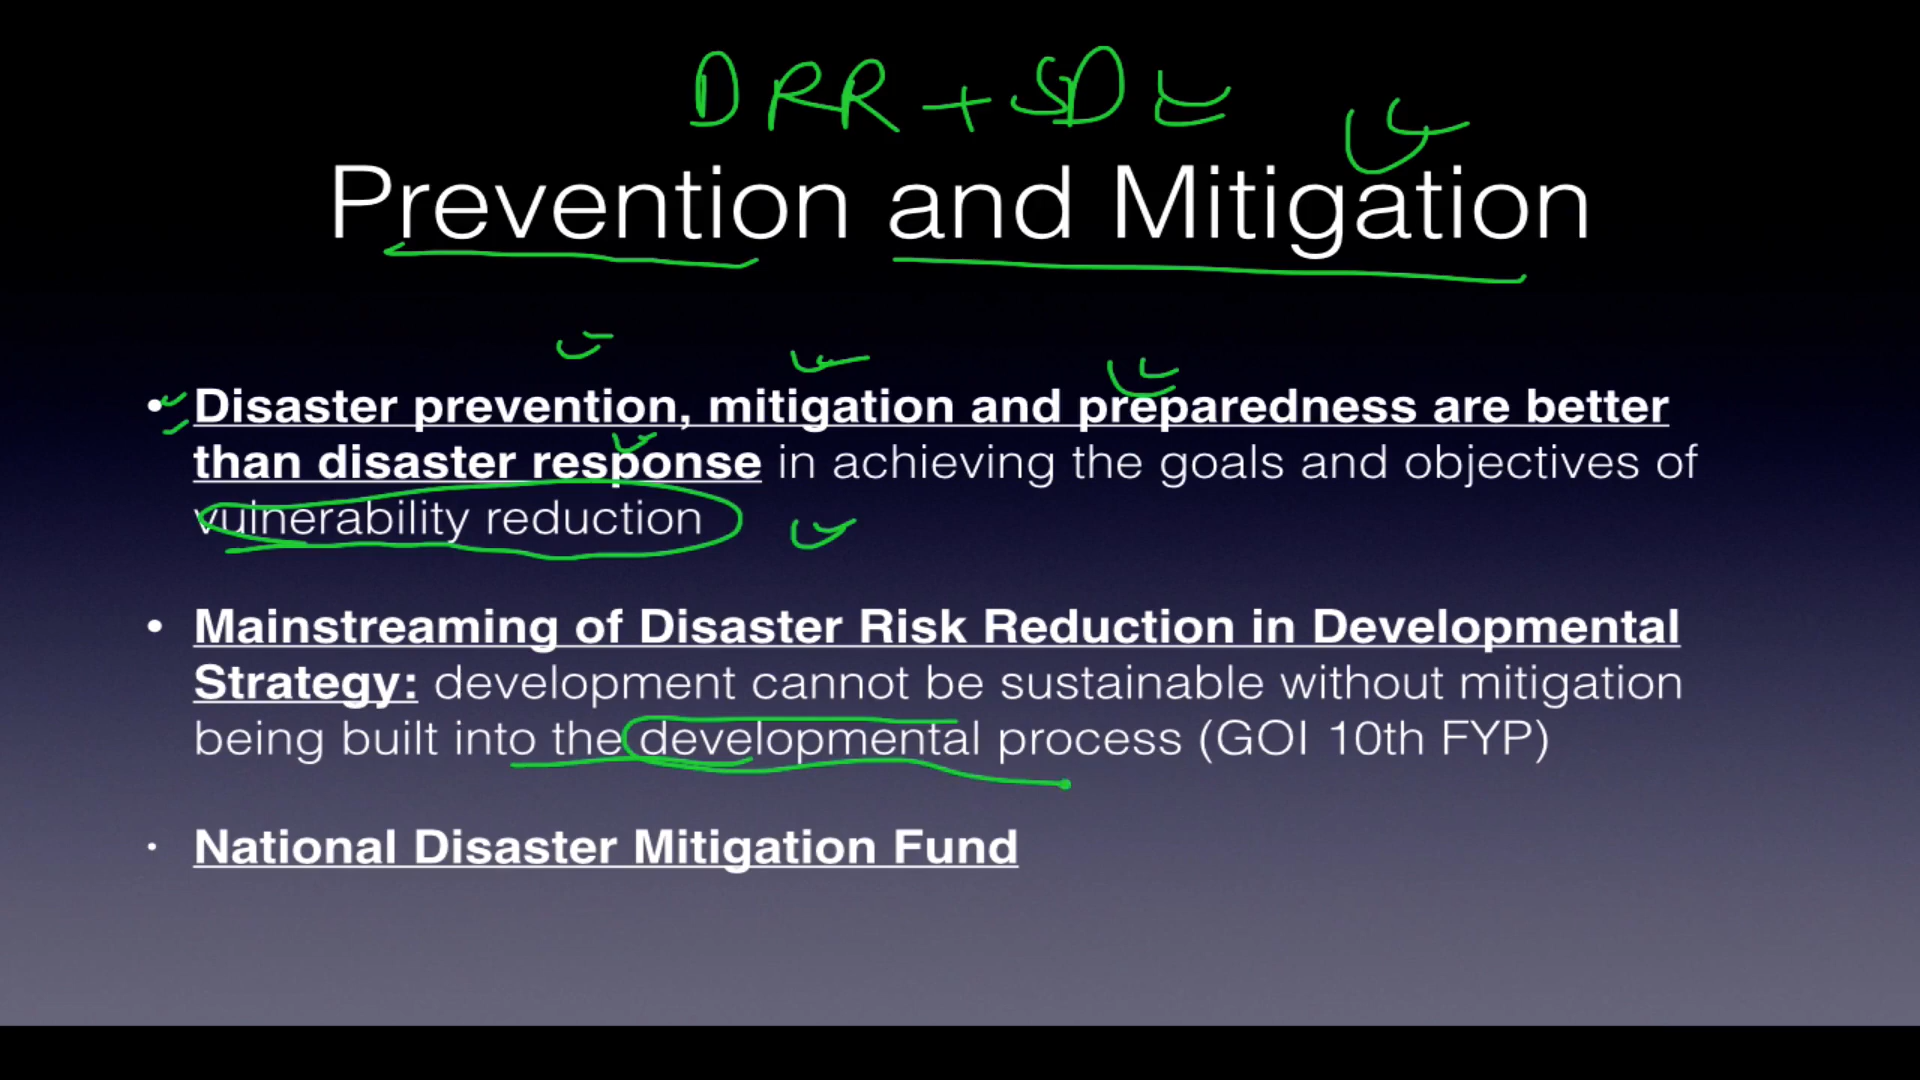 DRR + SD
Prevention and Mitigation
• Disaster prevention, mitigation and preparedness are better
than disaster response in achieving the goals and objectives of
vulnerability reduction
• Mainstreaming of Disaster Risk Reduction in Developmental
Strategy: development cannot be sustainable without mitigation
being built into the developmental process (GOI 10th FYP)
• National Disaster Mitigation Fund